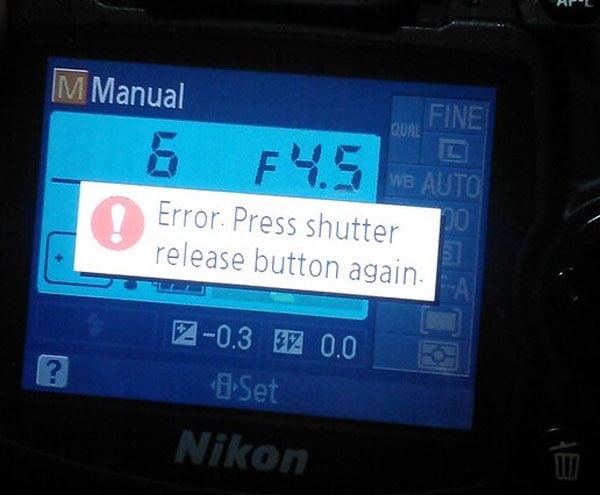 AF-L
M Manual
6 F4.5
QUAL FINE
L
WB AUTO
Error. Press shutter
release button again.
-0.3 0.0
? Set
Nikon